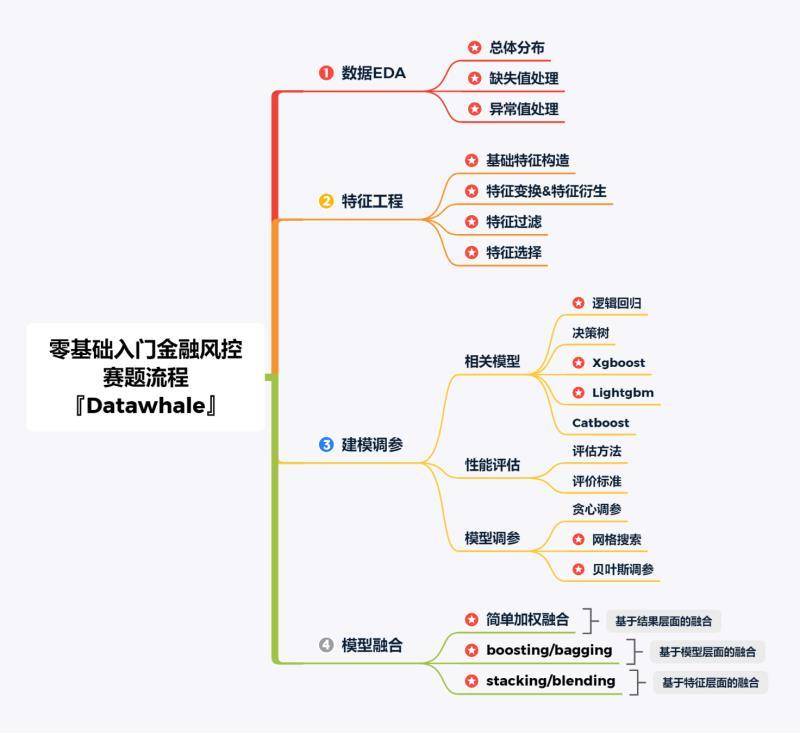 零基础入门金融风控
赛题流程
『Datawhale』
1 数据EDA
总体分布
缺失值处理
异常值处理
2 特征工程
基础特征构造
特征变换&特征衍生
特征过滤
特征选择
3 建模调参
相关模型
逻辑回归
决策树
Xgboost
Lightgbm
Catboost
性能评估
评估方法
评价标准
模型调参
贪心调参
网格搜索
贝叶斯调参
4 模型融合
简单加权融合
基于结果层面的融合
boosting/bagging
基于模型层面的融合
stacking/blending
基于特征层面的融合